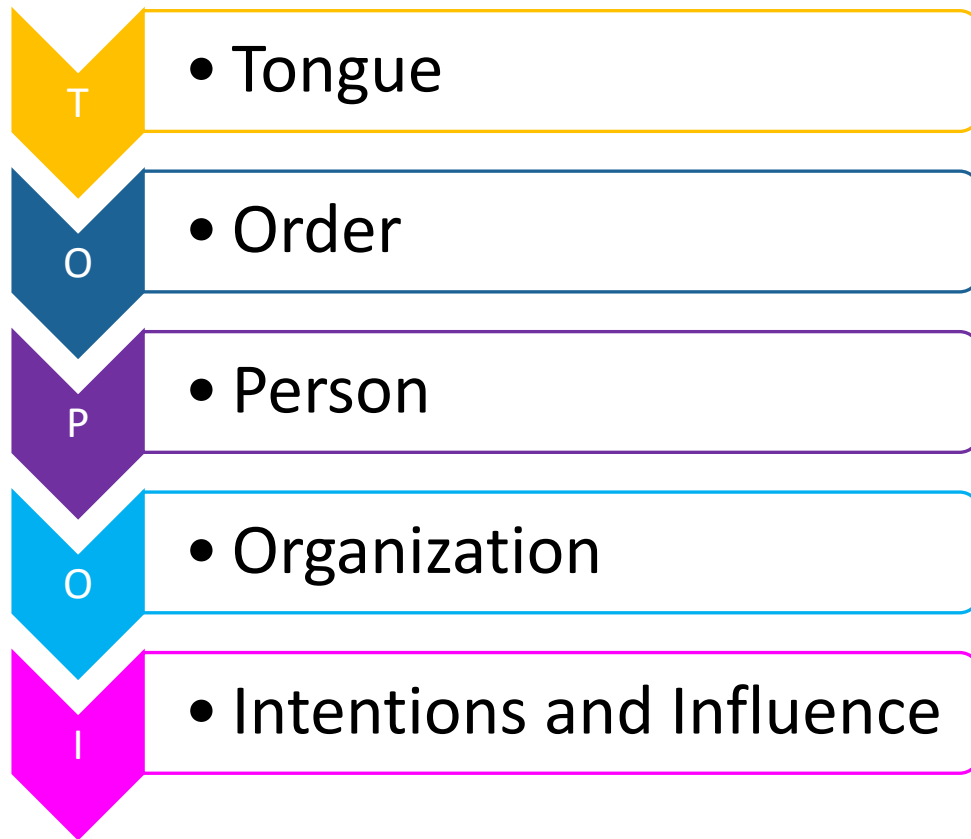 T
• Tongue
O
• Order
P
• Person
O
• Organization
I
• Intentions and Influence